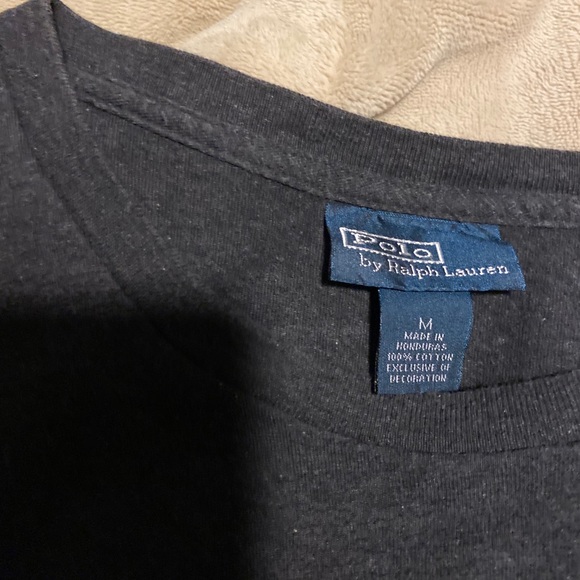 Polo
by Ralph Lauren
M
MADE IN
HONDURAS
100% COTTON
EXCLUSIVE OF
DECORATION